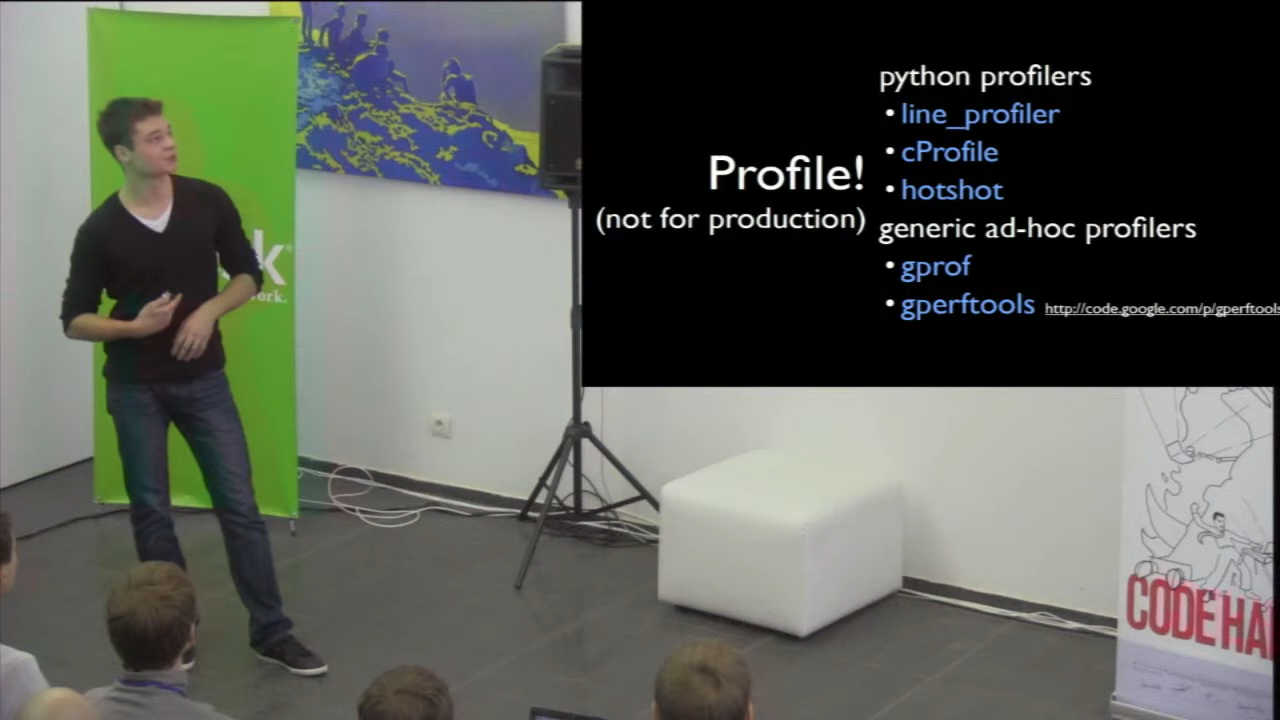 Profile!
(not for production)
python profilers
• line_profiler
• cProfile
• hotshot
generic ad-hoc profilers
• gprof
• gperftools http://code.google.com/p/gperftools
k
ork.
CODE HA